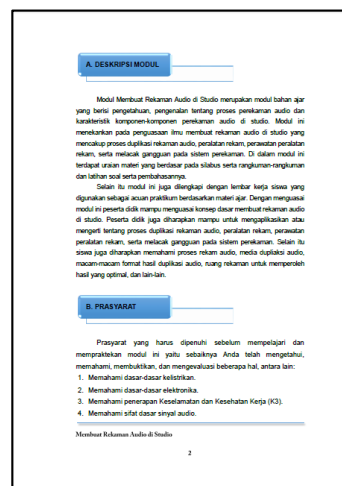 A. DESKRIPSI MODUL
Modul Membuat Rekaman Audio di Studio merupakan modul bahan ajar
yang berisi pengetahuan, pengenalan tentang proses perekaman audio dan
karakteristik komponen-komponen perekaman audio di studio. Modul ini
menekankan pada penguasaan ilmu membuat rekaman audio di studio yang
mencakup proses duplikasi rekaman audio, peralatan rekam, perawatan peralatan
rekam, serta melacak gangguan pada sistem perekaman. Di dalam modul ini
terdapat uraian materi yang berdasar pada silabus serta rangkuman-rangkuman
dan latihan soal serta pembahasannya.
Selain itu modul ini juga dilengkapi dengan lembar kerja siswa yang
digunakan sebagai acuan praktikum berdasarkan materi ajar. Dengan menguasai
modul ini peserta didik mampu menguasai konsep dasar membuat rekaman audio
di studio. Peserta didik juga diharapkan mampu untuk mengaplikasikan atau
mengerti tentang proses duplikasi rekaman audio, peralatan rekam, perawatan
peralatan rekam, serta melacak gangguan pada sistem perekaman. Selain itu
siswa juga diharapkan memahami proses rekam audio, media dupliaksi audio,
macam-macam format hasil duplikasi audio, ruang rekaman untuk memperoleh
hasil yang optimal, dan lain-lain.
B. PRASYARAT
Prasyarat yang harus dipenuhi sebelum mempelajari dan
mempraktekan modul ini yaitu sebaiknya Anda telah mengetahui,
memahami, membuktikan, dan mengevaluasi beberapa hal, antara lain:
1. Memahami dasar-dasar kelistrikan.
2. Memahami dasar-dasar elektronika.
3. Memahami penerapan Keselamatan dan Kesehatan Kerja (K3).
4. Memahami sifat dasar sinyal audio.
Membuat Rekaman Audio di Studio
2